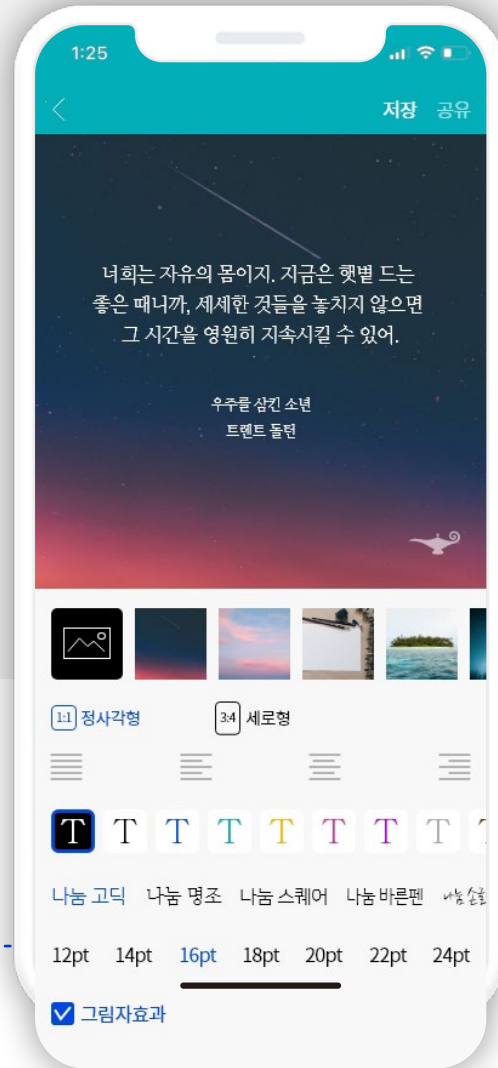 1:25
저장 공유
너희는 자유의 몸이지. 지금은 햇볕 드는
좋은 때니까, 세세한 것들을 놓치지 않으면
그 시간을 영원히 지속시킬 수 있어.
우주를 삼킨 소년
트렌트 돌턴
1:1 정사각형 3:4 세로형
T T T T T T T T
나눔 고딕 나눔 명조 나눔 스퀘어 나눔 바른펜 나눔 손
12pt 14pt 16pt 18pt 20pt 22pt 24pt
그림자효과